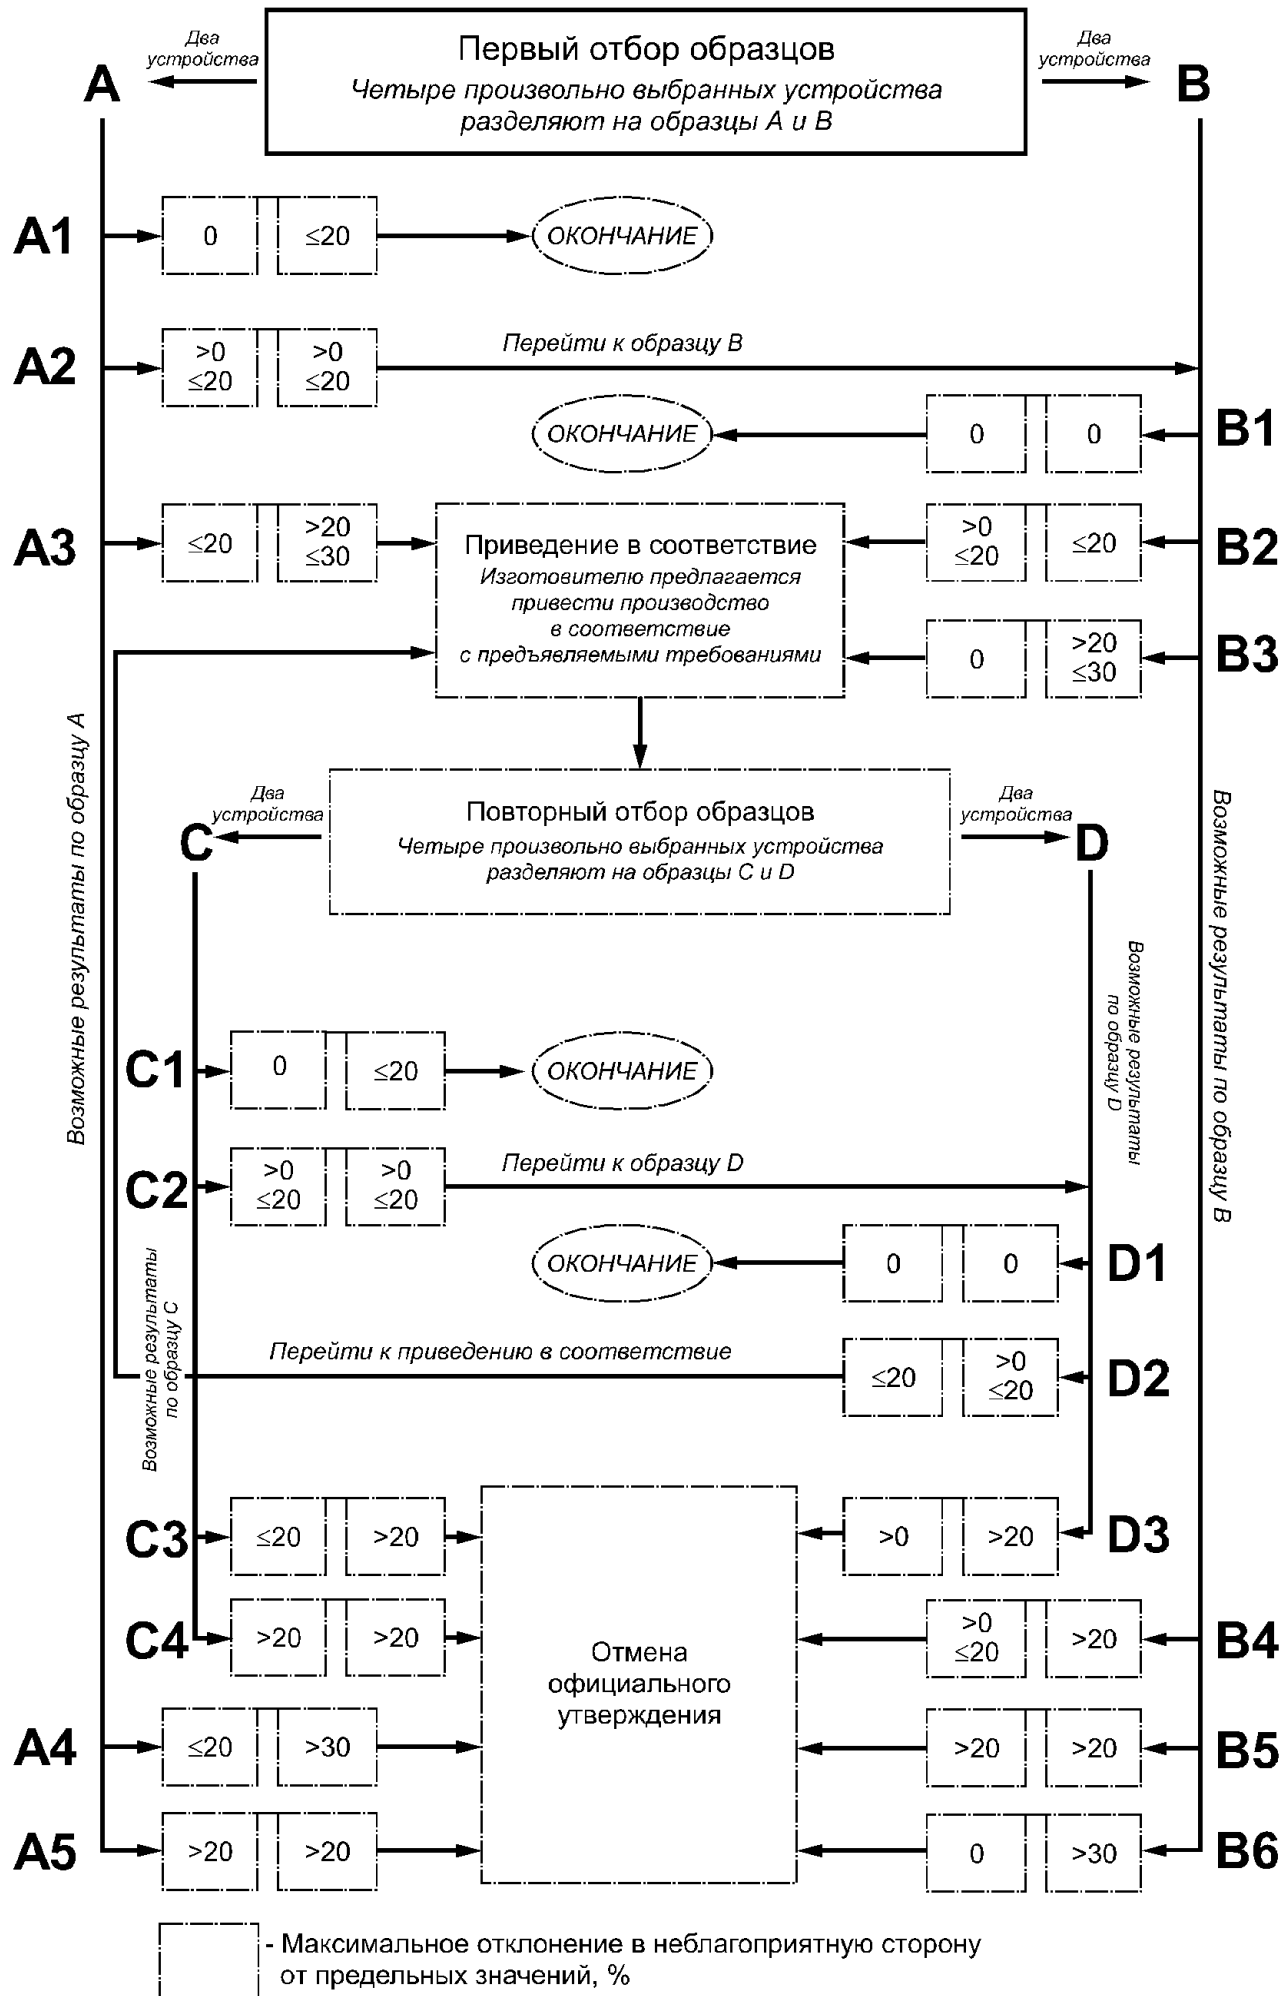 Два
устройства
Первый отбор образцов
Четыре произвольно выбранных устройства
разделяют на образцы A и B
Два
устройства
A
B
A1
0
≤20
ОКОНЧАНИЕ
A2
>0
≤20
>0
≤20
Перейти к образцу B
ОКОНЧАНИЕ
0
0
B1
A3
≤20
>20
≤30
Приведение в соответствие
Изготовителю предлагается
привести производство
в соответствие
с предъявляемыми требованиями
>0
≤20
≤20
B2
0
>20
≤30
B3
Возможные результаты по образцу A
Возможные результаты по образцу B
Два
устройства
Повторный отбор образцов
Четыре произвольно выбранных устройства
разделяют на образцы C и D
Два
устройства
C
D
Возможные результаты
по образцу D
C1
0
≤20
ОКОНЧАНИЕ
C2
>0
≤20
>0
≤20
Перейти к образцу D
ОКОНЧАНИЕ
0
0
D1
Возможные результаты
по образцу C
Перейти к приведению в соответствие
≤20
>0
≤20
D2
C3
≤20
>20
>0
>20
D3
C4
>20
>20
Отмена
официального
утверждения
>0
≤20
>20
B4
A4
≤20
>30
>20
>20
B5
A5
>20
>20
0
>30
B6
- Максимальное отклонение в неблагоприятную сторону
от предельных значений, %